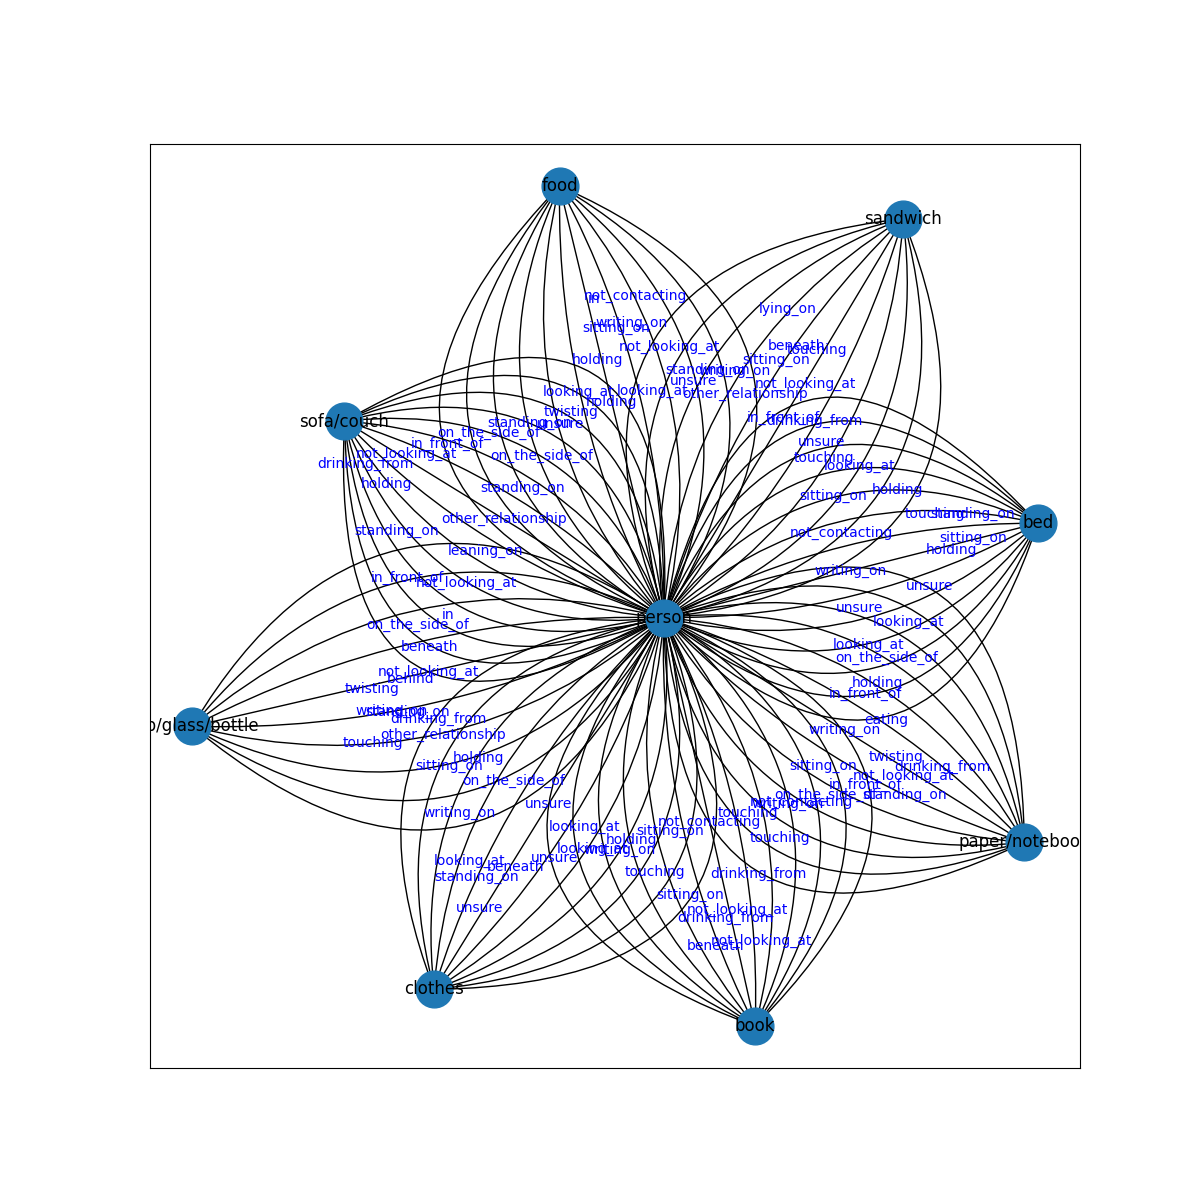 food
sandwich
not_contacting
in
lying_on
writing_on
sitting_on
not_looking_at
beneath
touching
holding
sitting_on
standing_on
writing_on
unsure
not_looking_at
looking_at
looking_at
other_relationship
holding
twisting
in_front_of
drinking_from
sofa/couch
standing_on
unsure
on_the_side_of
in_front_of
unsure
not_looking_at
on_the_side_of
touching
drinking_from
looking_at
holding
standing_on
holding
sitting_on
other_relationship
touching
standing_on
bed
standing_on
not_contacting
sitting_on
leaning_on
holding
in_front_of
not_looking_at
writing_on
unsure
in
unsure
person
on_the_side_of
looking_at
beneath
looking_at
on_the_side_of
not_looking_at
behind
holding
twisting
in_front_of
writing_on
standing_on
drinking_from
eating
p/glass/bottle
other_relationship
writing_on
touching
holding
twisting
sitting_on
sitting_on
drinking_from
not_looking_at
on_the_side_of
in_front_of
on_the_side_of
standing_on
unsure
not_contacting
writing_on
writing_on
touching
not_contacting
looking_at
sitting_on
holding
touching
paper/noteboo
looking_at
writing_on
unsure
looking_at
beneath
touching
drinking_from
standing_on
sitting_on
unsure
not_looking_at
drinking_from
beneath
not_looking_at
clothes
book